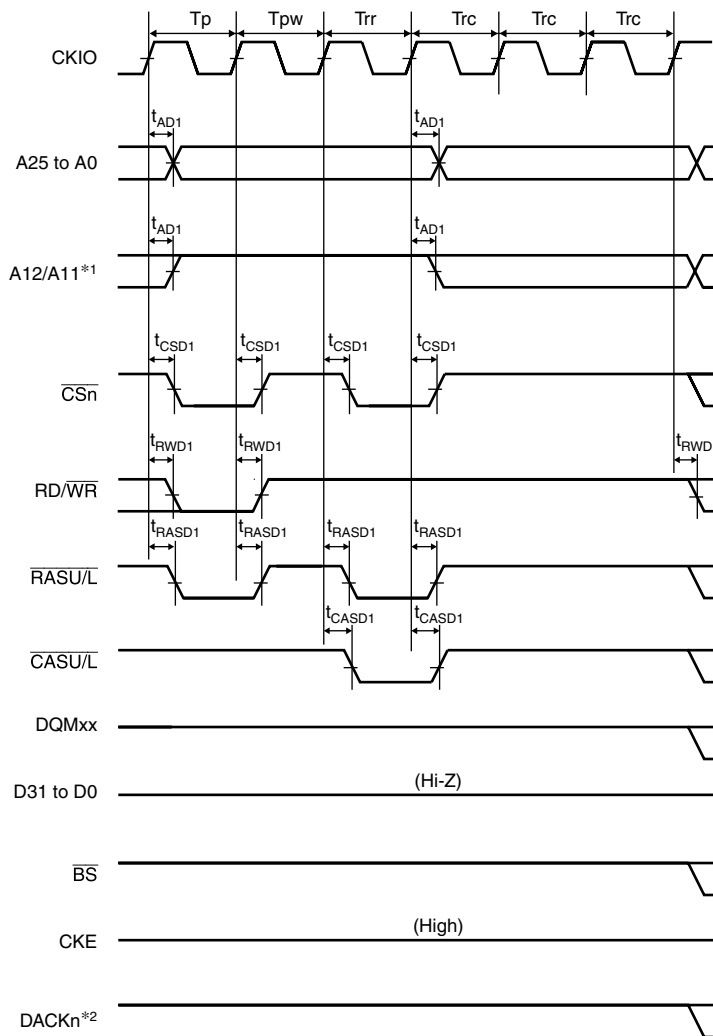 Tp Tpw Trr Trc Trc Trc
CKIO
tAD1 tAD1
A25 to A0
tAD1 tAD1
A12/A11*1
tCSD1 tCSD1 tCSD1 tCSD1
CSn
tRWD1 tRWD1 tRWD
RD/WR
tRASD1 tRASD1 tRASD1 tRASD1
RASU/L
tCASD1 tCASD1
CASU/L
DQMxx
(Hi-Z)
D31 to D0
BS
(High)
CKE
DACKn*2